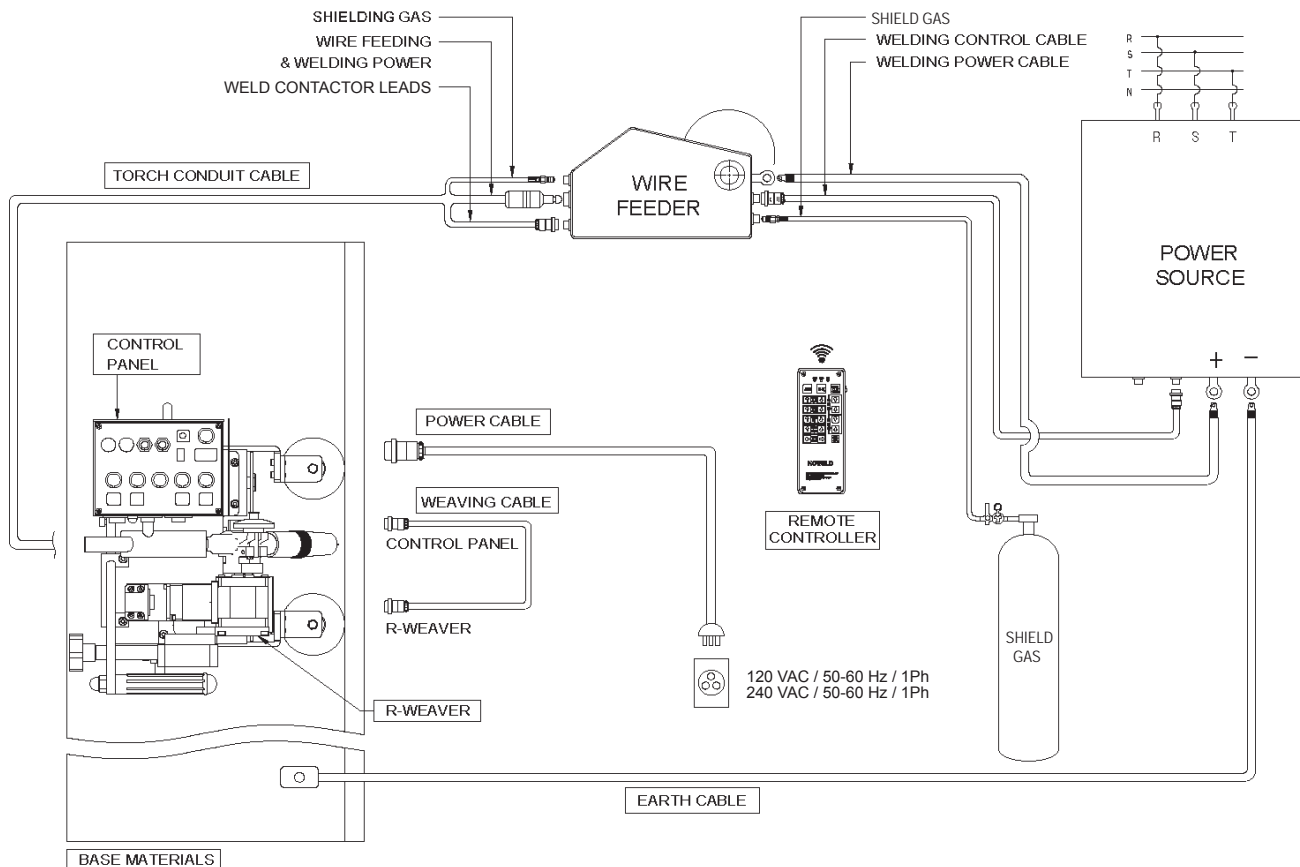 SHIELDING GAS
WIRE FEEDING
& WELDING POWER
WELD CONTACTOR LEADS
SHIELD GAS
WELDING CONTROL CABLE
WELDING POWER CABLE
R
S
T
N
R S T
TORCH CONDUIT CABLE
WIRE
FEEDER
POWER
SOURCE
+ −
CONTROL
PANEL
POWER CABLE
WEAVING CABLE
CONTROL PANEL
R-WEAVER
REMOTE
CONTROLLER
SHIELD
GAS
120 VAC / 50-60 Hz / 1Ph
240 VAC / 50-60 Hz / 1Ph
R-WEAVER
EARTH CABLE
BASE MATERIALS